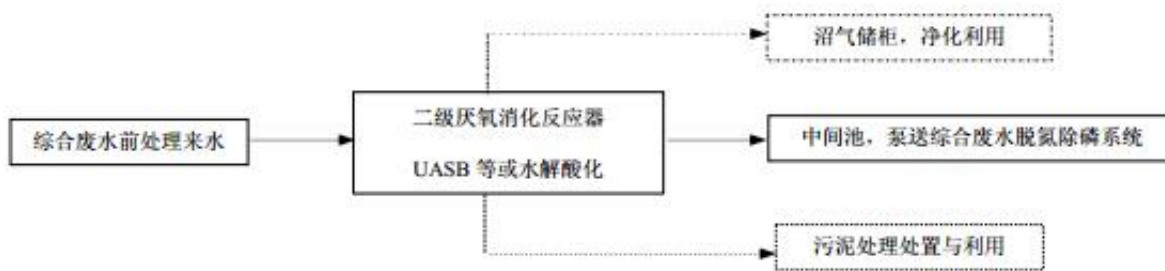 沼气储柜，净化利用
综合废水前处理来水
二级厌氧消化反应器
UASB 等或水解酸化
中间池，泵送综合废水脱氮除磷系统
污泥处理处置与利用